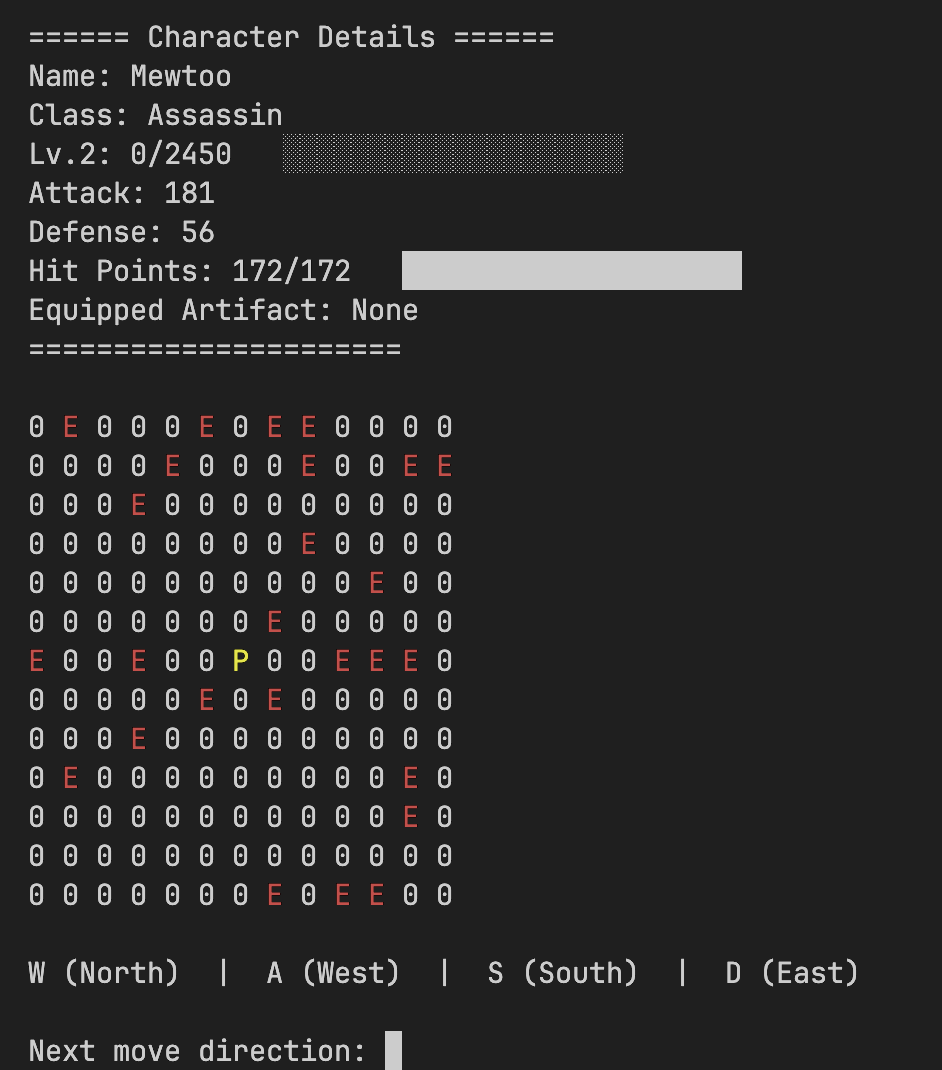 ====== Character Details ======
Name: Mewtoo
Class: Assassin
Lv.2: 0/2450
Attack: 181
Defense: 56
Hit Points: 172/172
Equipped Artifact: None
======================
0 E 0 0 0 E 0 E E 0 0 0 0
0 0 0 0 E 0 0 0 E 0 0 E E
0 0 0 E 0 0 0 0 0 0 0 0 0
0 0 0 0 0 0 0 0 E 0 0 0 0
0 0 0 0 0 0 0 0 0 0 E 0 0
0 0 0 0 0 0 0 E 0 0 0 0 0
E 0 0 E 0 0 P 0 0 E E E 0
0 0 0 0 0 E 0 E 0 0 0 0 0
0 0 0 E 0 0 0 0 0 0 0 0 0
0 E 0 0 0 0 0 0 0 0 0 E 0
0 0 0 0 0 0 0 0 0 0 0 E 0
0 0 0 0 0 0 0 0 0 0 0 0 0
0 0 0 0 0 0 0 E 0 E E 0 0
W (North)  |  A (West)  |  S (South)  |  D (East)
Next move direction: